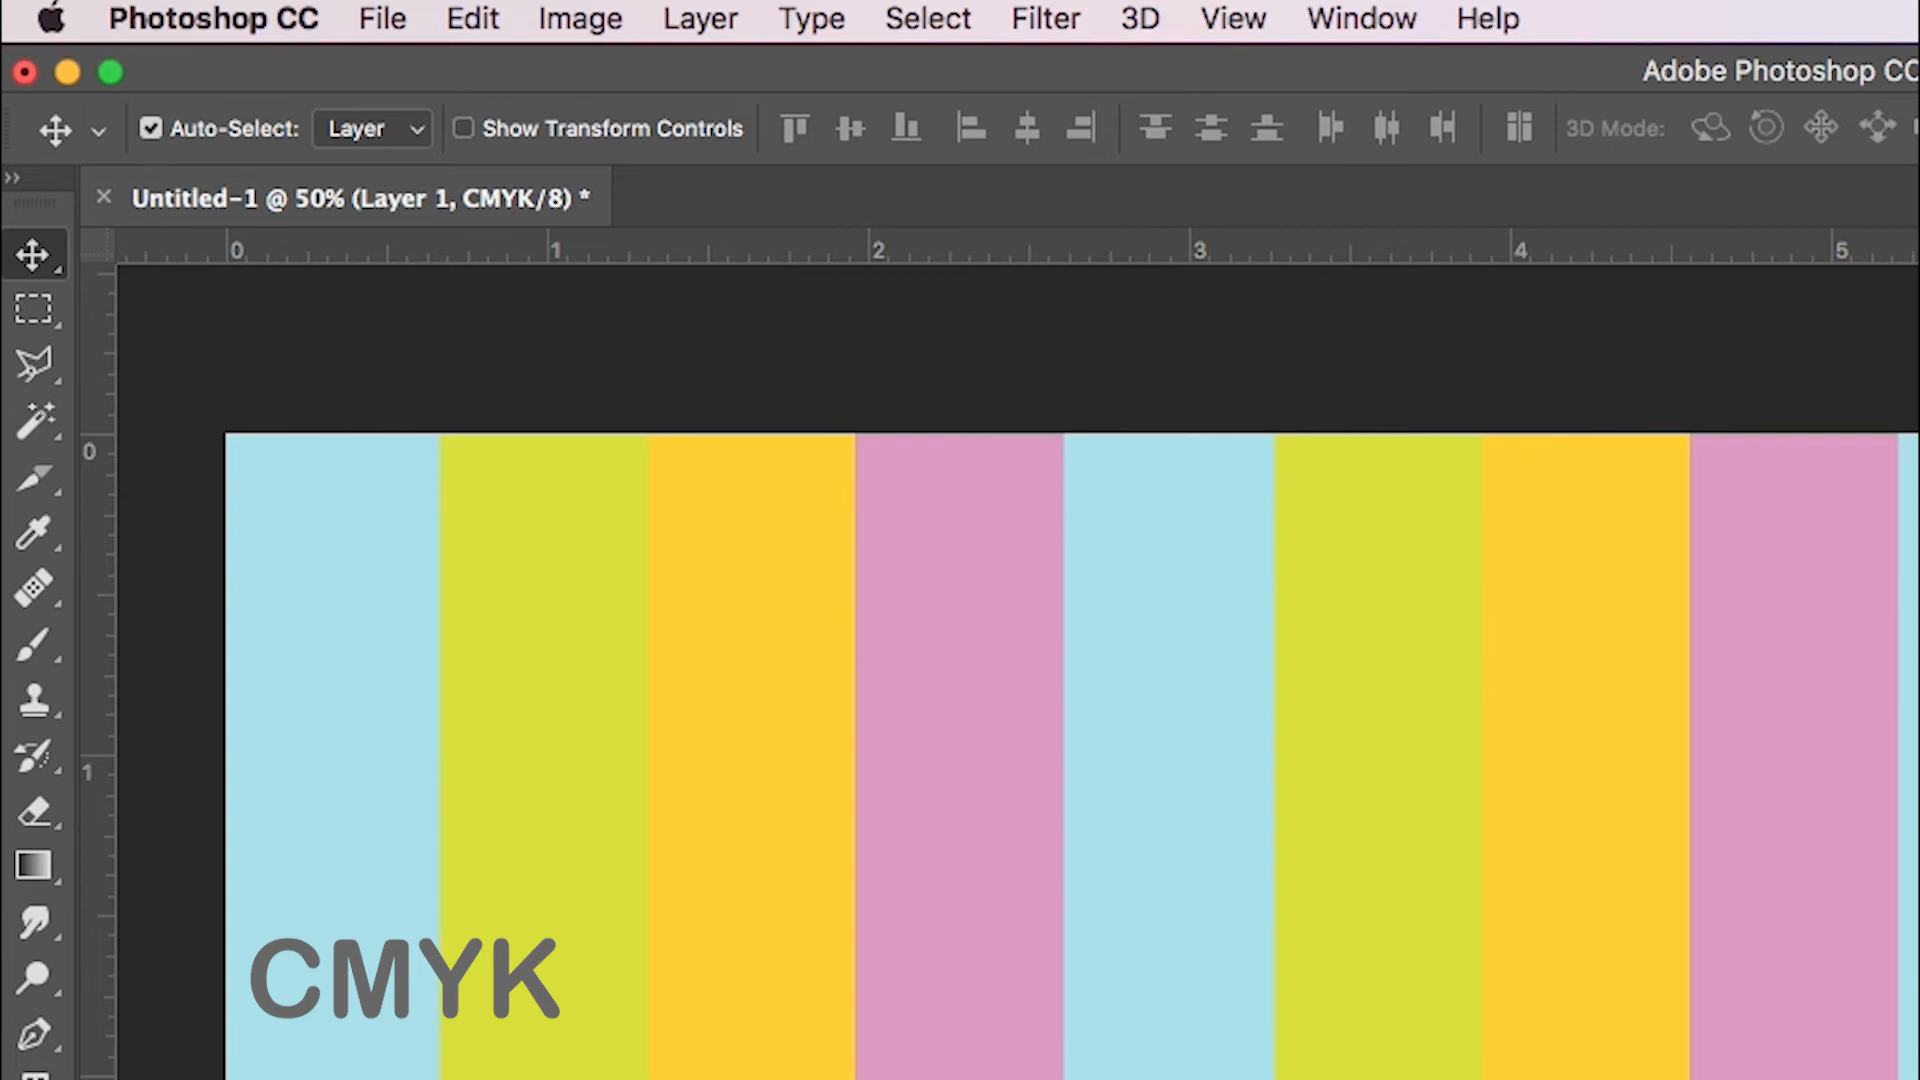 Photoshop CC File Edit Image Layer Type Select Filter 3D View Window Help
Adobe Photoshop CC
Auto-Select: Layer Show Transform Controls 3D Mode:
Untitled-1 @ 50% (Layer 1, CMYK/8) *
0 1 2 3 4 5
0
1
CMYK